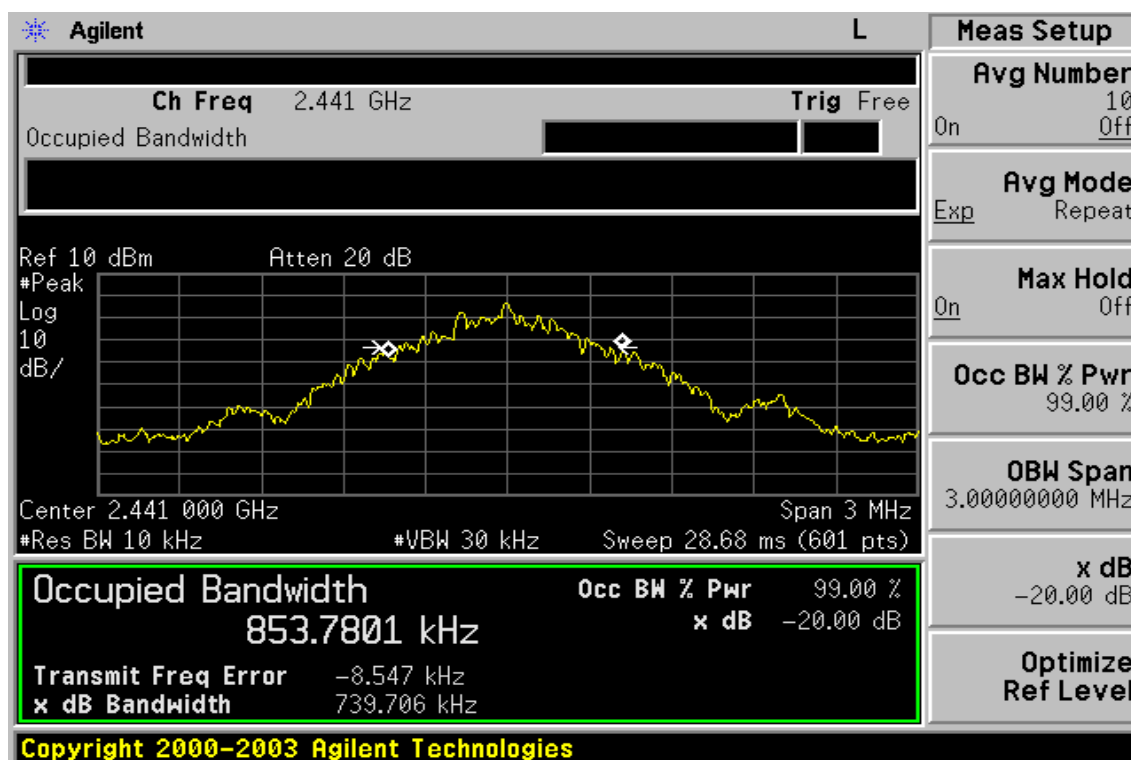 Agilent L
Ch Freq 2.441 GHz Trig Free
Occupied Bandwidth
Ref 10 dBm Atten 20 dB
#Peak
Log
10
dB/
Center 2.441 000 GHz Span 3 MHz
#Res BW 10 kHz #VBW 30 kHz Sweep 28.68 ms (601 pts)
Occupied Bandwidth Occ BW % Pwr 99.00 %
853.7801 kHz x dB -20.00 dB
Transmit Freq Error -8.547 kHz
x dB Bandwidth 739.706 kHz
Copyright 2000-2003 Agilent Technologies
Meas Setup
Avg Number
10
On Off
Avg Mode
Exp Repeat
Max Hold
On Off
Occ BW % Pwr
99.00 %
OBW Span
3.00000000 MHz
x dB
-20.00 dB
Optimize
Ref Level